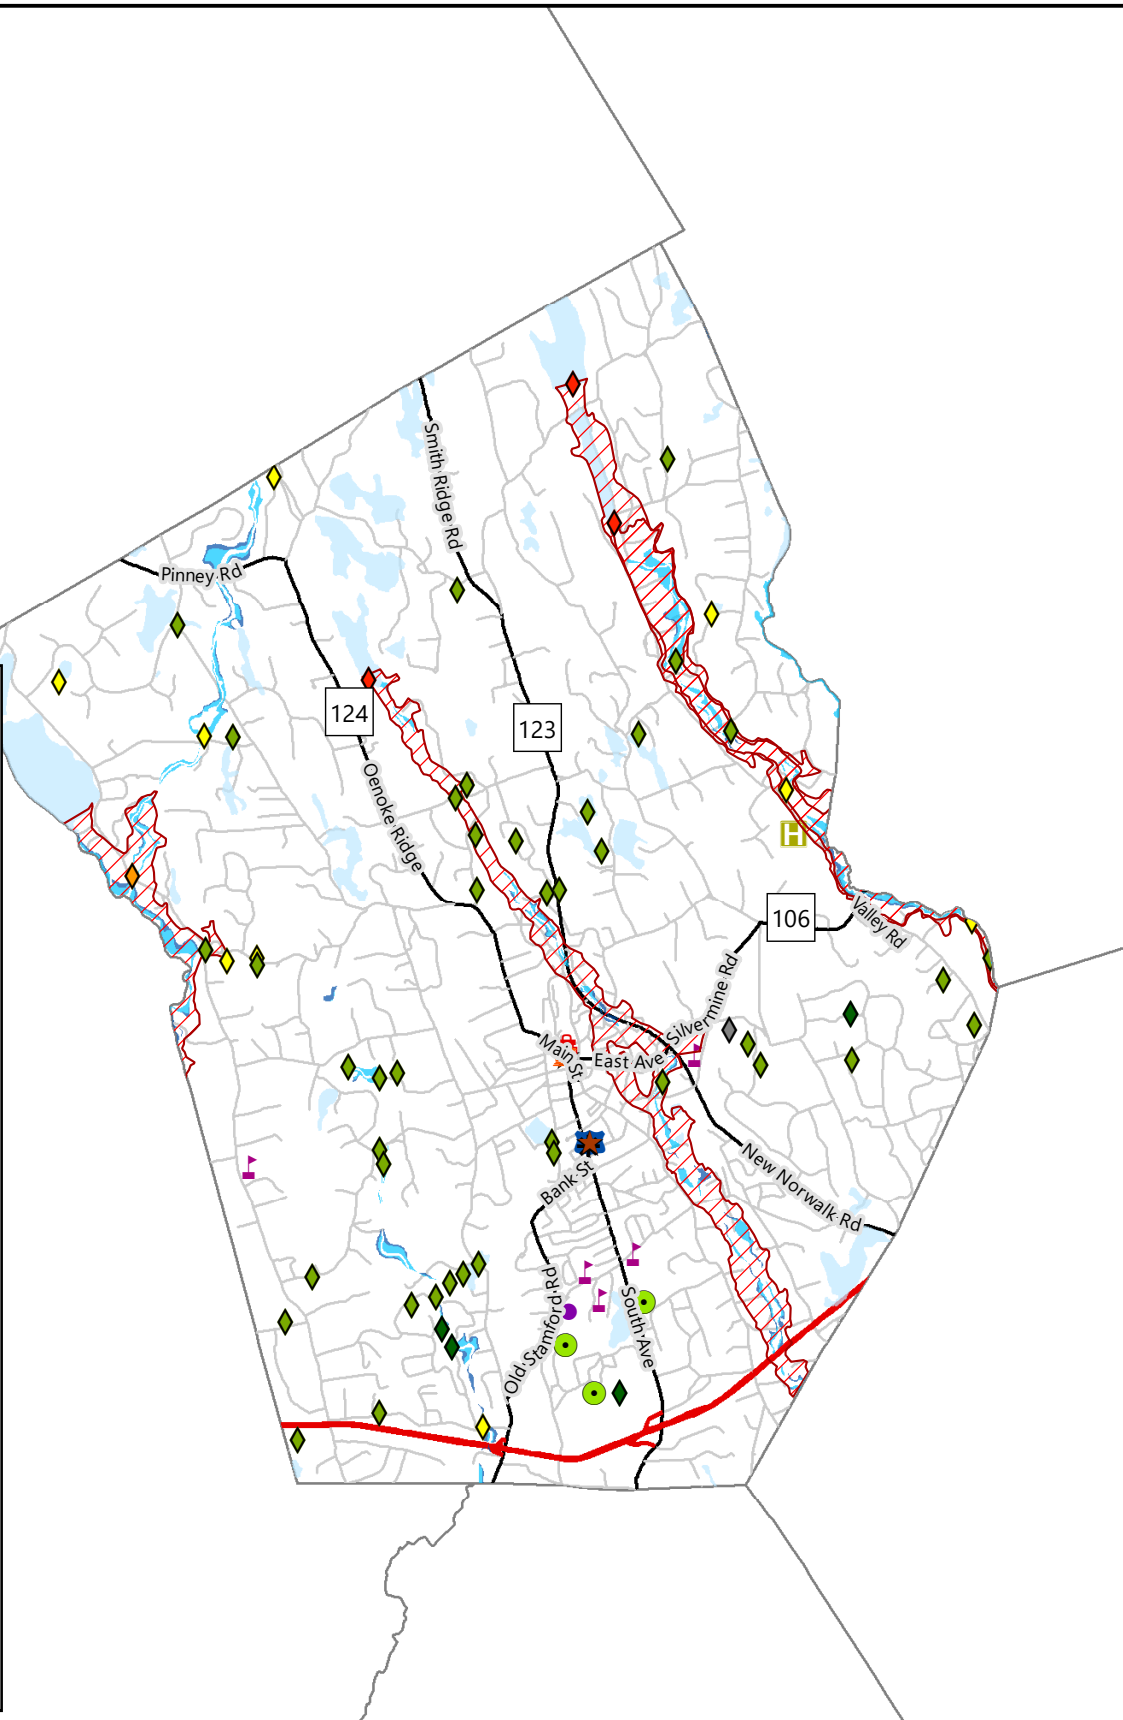 Smith Ridge Rd
Pinney Rd
124
123
Oenoke Ridge
H
106
Valley Rd
Silvermine Rd
Main St
East Ave
New Norwalk Rd
Bank St
Old Stamford Rd
South Ave